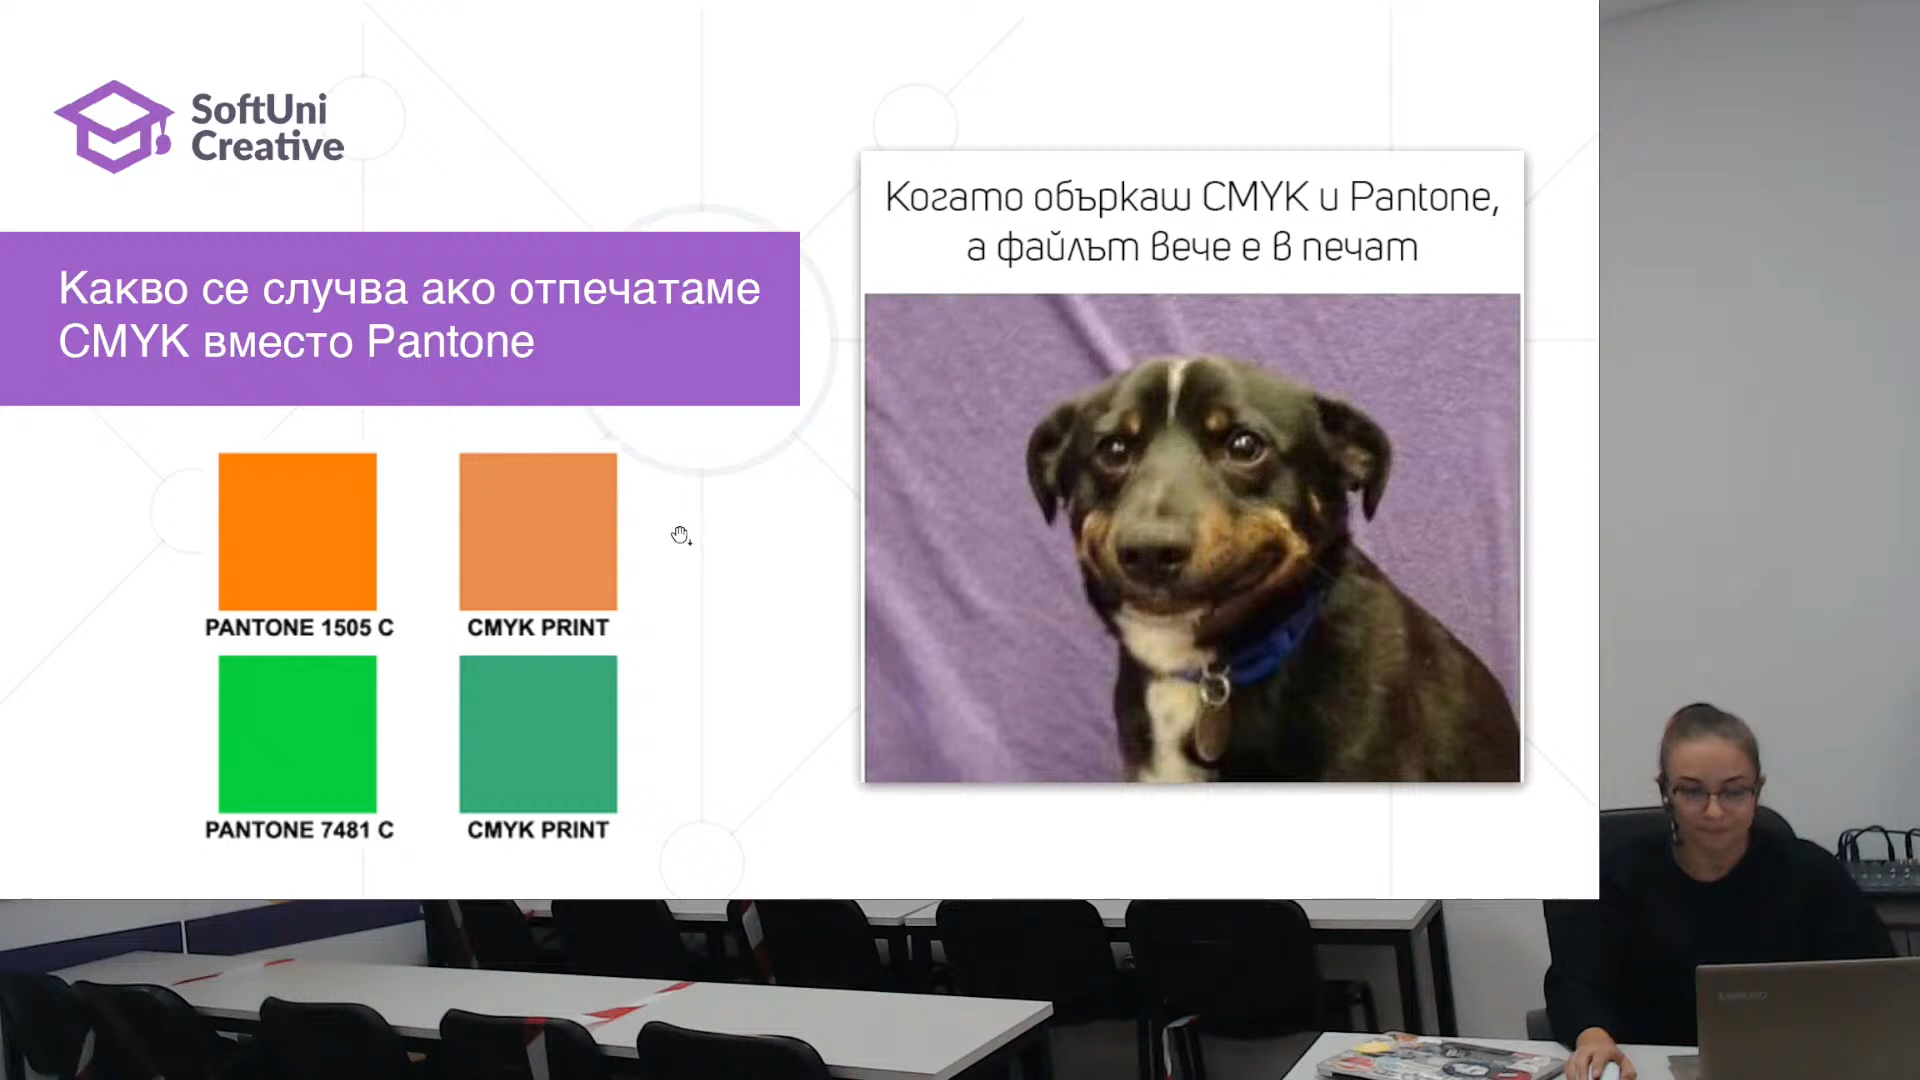 SoftUni
Creative
Какво се случва ако отпечатаме
CMYK вместо Pantone
PANTONE 1505 C
CMYK PRINT
PANTONE 7481 C
CMYK PRINT
Когато объркаш CMYK и Pantone,
а файлът вече е в печат